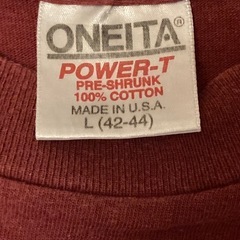 ONEITA®
POWER-T
PRE-SHRUNK
100% COTTON
MADE IN U.S.A.
L (42-44)